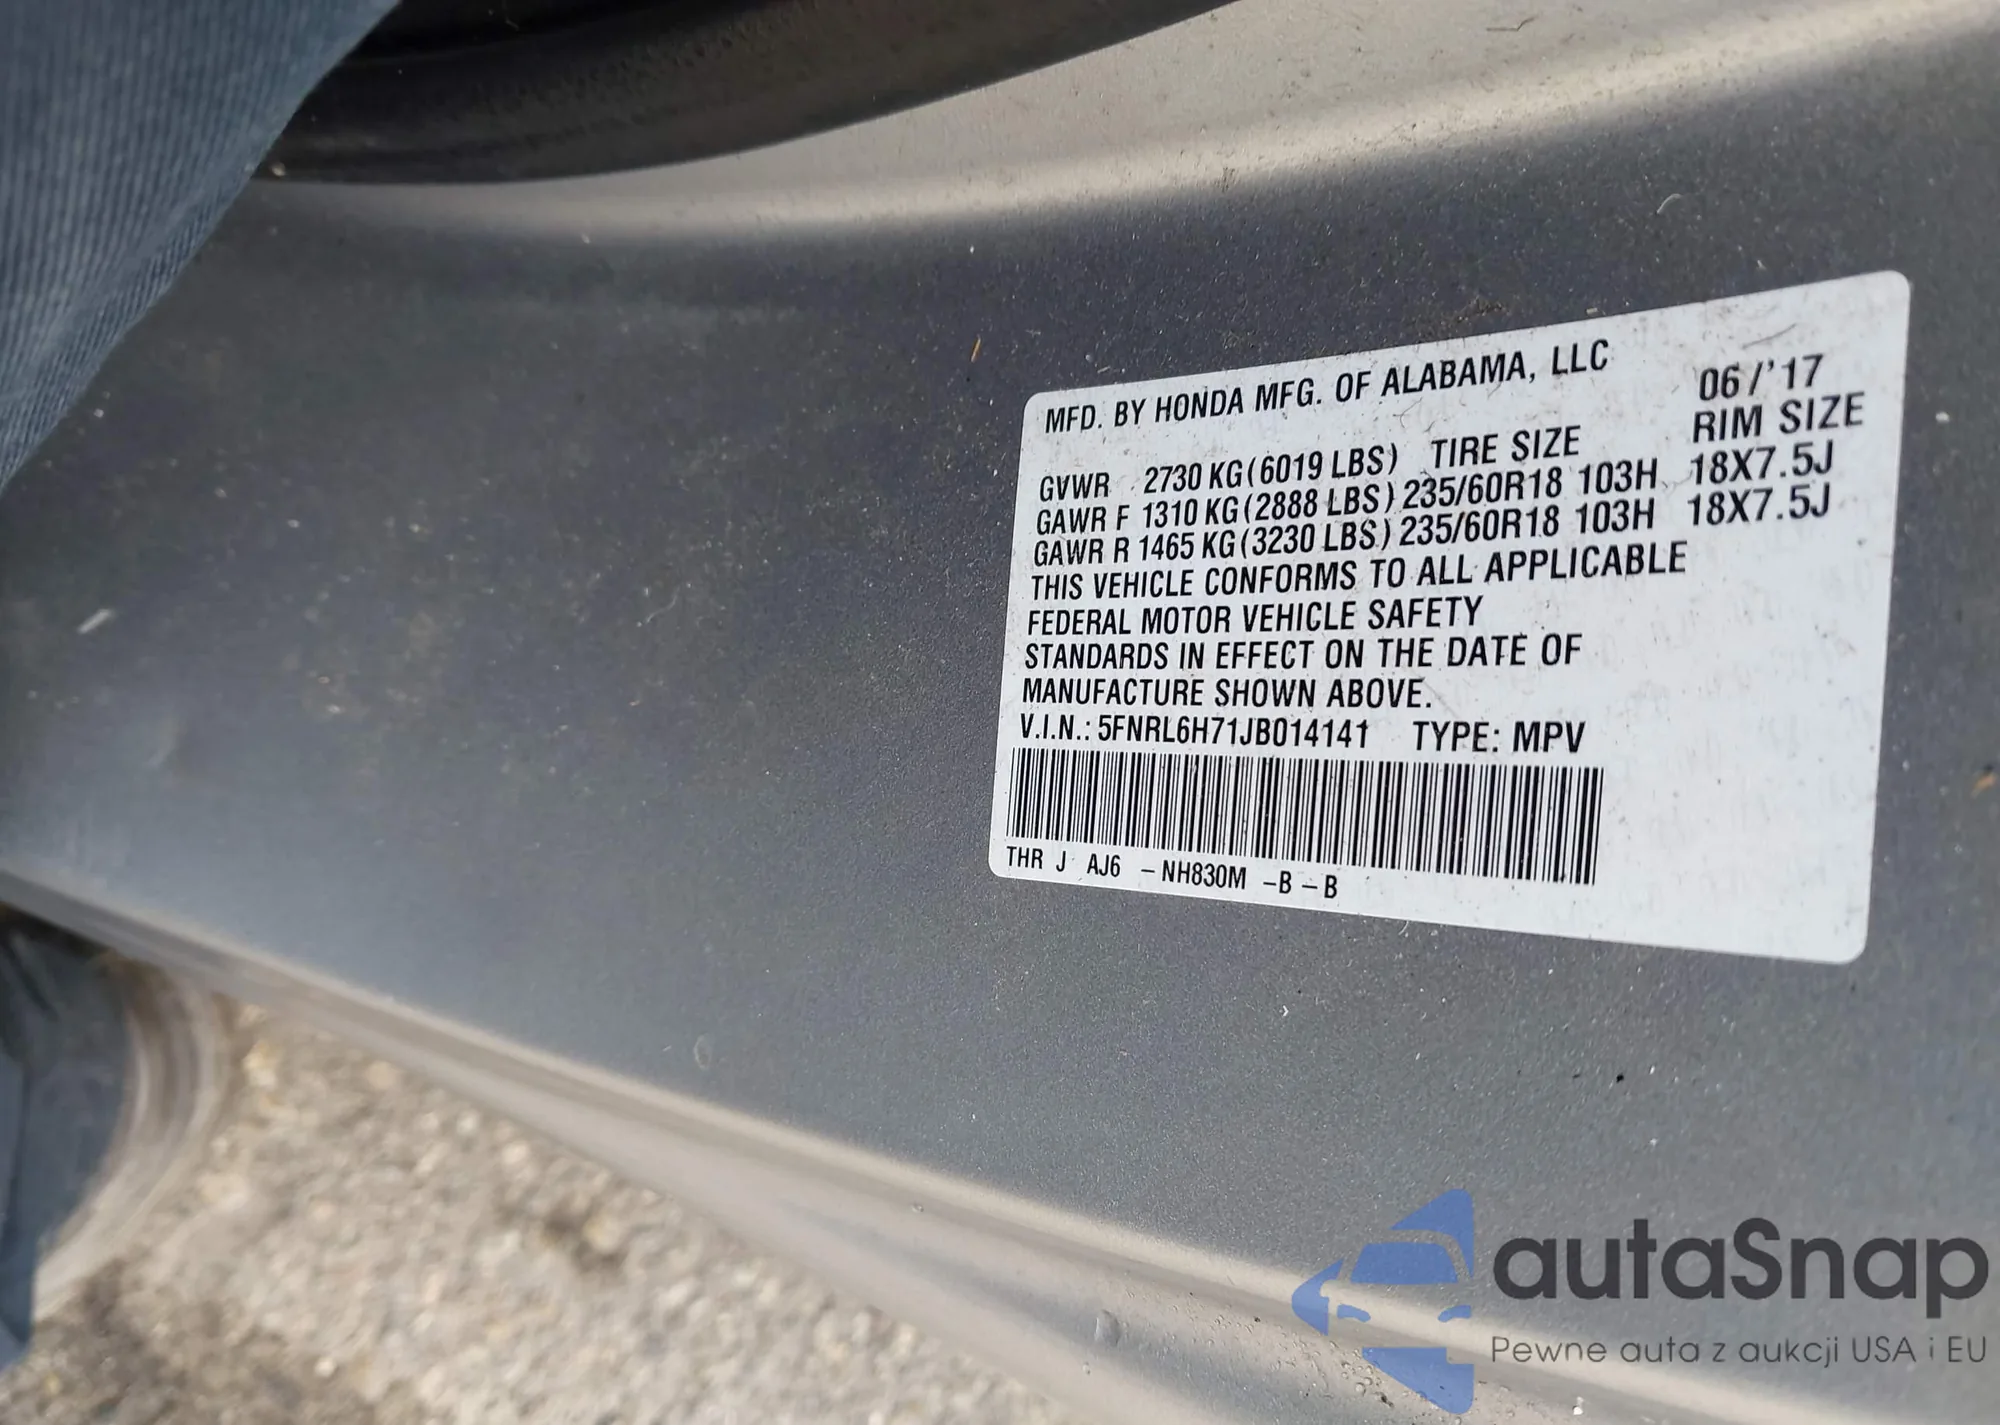 MFD. BY HONDA MFG. OF ALABAMA, LLC 06/'17
RIM SIZE
GVWR 2730 KG(6019 LBS) TIRE SIZE
GAWR F 1310 KG(2888 LBS) 235/60R18 103H 18X7.5J
GAWR R 1465 KG(3230 LBS) 235/60R18 103H 18X7.5J
THIS VEHICLE CONFORMS TO ALL APPLICABLE
FEDERAL MOTOR VEHICLE SAFETY
STANDARDS IN EFFECT ON THE DATE OF
MANUFACTURE SHOWN ABOVE.
V.I.N.: 5FNRL6H71JB014141 TYPE: MPV
THR J AJ6 –NH830M –B –B
autaSnap
Pewne auta z aukcji USA i EU